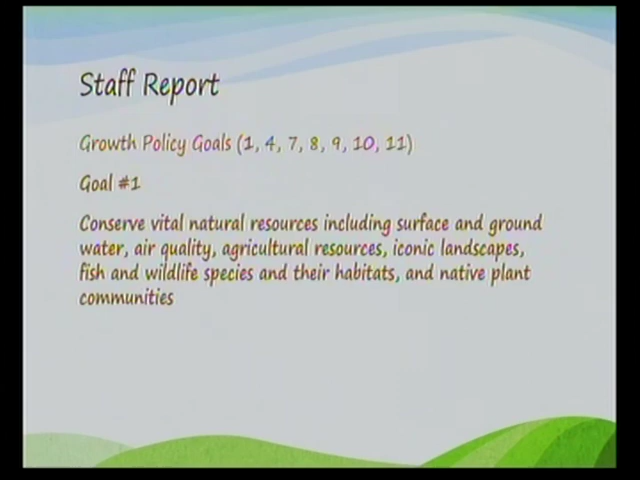 Staff Report
Growth Policy Goals (1, 4, 7, 8, 9, 10, 11)
Goal #1
Conserve vital natural resources including surface and ground
water, air quality, agricultural resources, iconic landscapes,
fish and wildlife species and their habitats, and native plant
communities